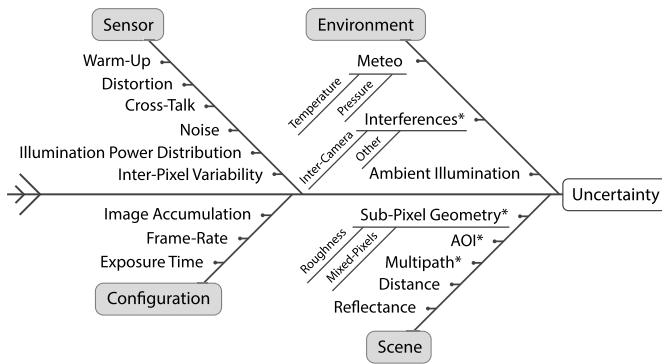 Sensor
Environment
Warm-Up
Meteo
Distortion
Temperature
Pressure
Cross-Talk
Noise
Interferences*
Illumination Power Distribution
Inter-Camera
Other
Inter-Pixel Variability
Ambient Illumination
Uncertainty
Image Accumulation
Sub-Pixel Geometry*
Frame-Rate
Roughness
Mixed-Pixels
AOI*
Exposure Time
Multipath*
Distance
Configuration
Reflectance
Scene